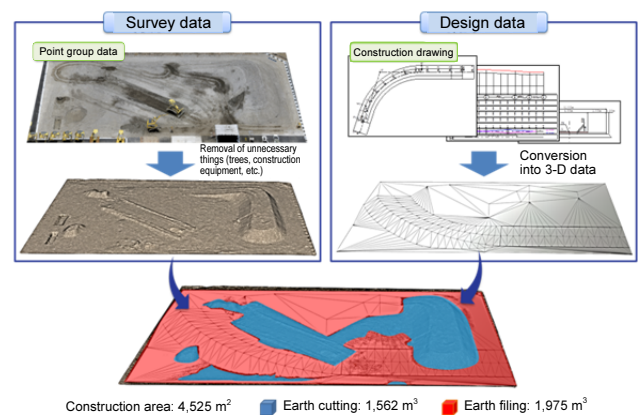 Survey data
Point group data
Removal of unnecessary
things (trees, construction
equipment, etc.)
Design data
Construction drawing
Conversion
into 3-D data
Construction area: 4,525 m²
Earth cutting: 1,562 m³
Earth filing: 1,975 m³